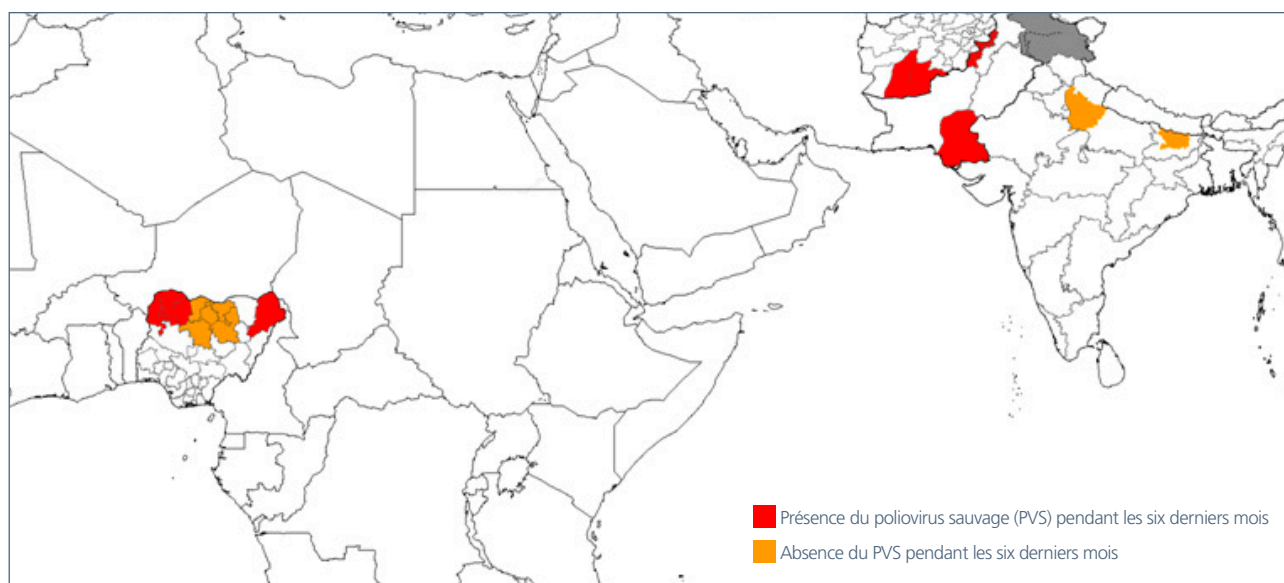 Présence du poliovirus sauvage (PVS) pendant les six derniers mois
Absence du PVS pendant les six derniers mois